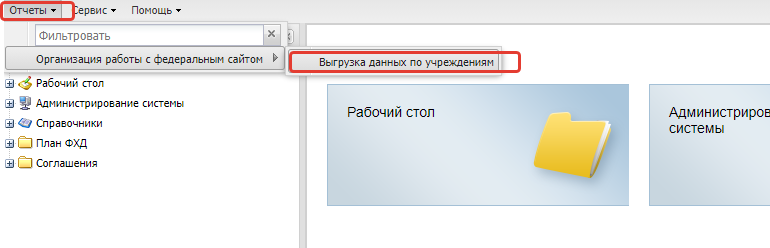 Отчеты Сервис Помощь
Фильтровать
Организация работы с федеральным сайтом
Выгрузка данных по учреждениям
Рабочий стол
Администрирование системы
Справочники
План ФХД
Соглашения
Рабочий стол
Администриров
системы